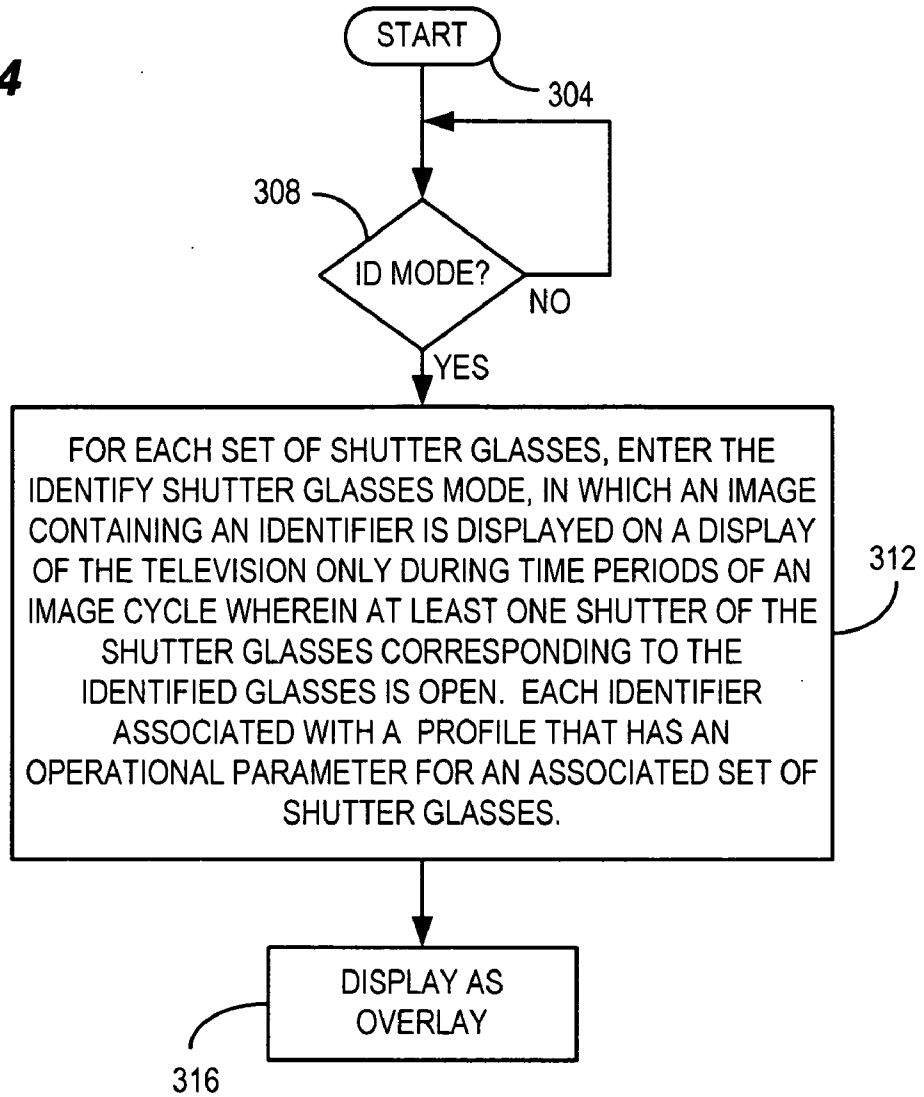 4
START
304
308
ID MODE?
NO
YES
FOR EACH SET OF SHUTTER GLASSES, ENTER THE
IDENTIFY SHUTTER GLASSES MODE, IN WHICH AN IMAGE
CONTAINING AN IDENTIFIER IS DISPLAYED ON A DISPLAY
OF THE TELEVISION ONLY DURING TIME PERIODS OF AN
IMAGE CYCLE WHEREIN AT LEAST ONE SHUTTER OF THE
SHUTTER GLASSES CORRESPONDING TO THE
IDENTIFIED GLASSES IS OPEN. EACH IDENTIFIER
ASSOCIATED WITH A PROFILE THAT HAS AN
OPERATIONAL PARAMETER FOR AN ASSOCIATED SET OF
SHUTTER GLASSES.
312
DISPLAY AS
OVERLAY
316